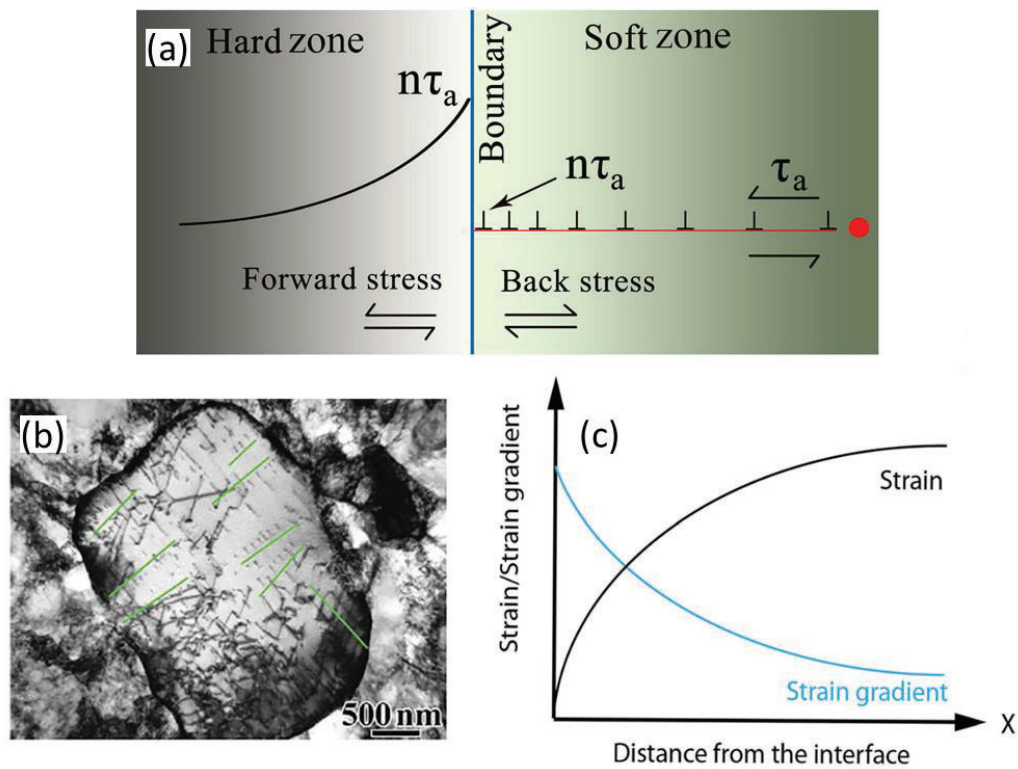 (a)
Hard zone
Soft zone
nτa
Boundary
nτa
τa
Forward stress
Back stress
(b)
500 nm
(c)
Strain/Strain gradient
Strain
Strain gradient
X
Distance from the interface